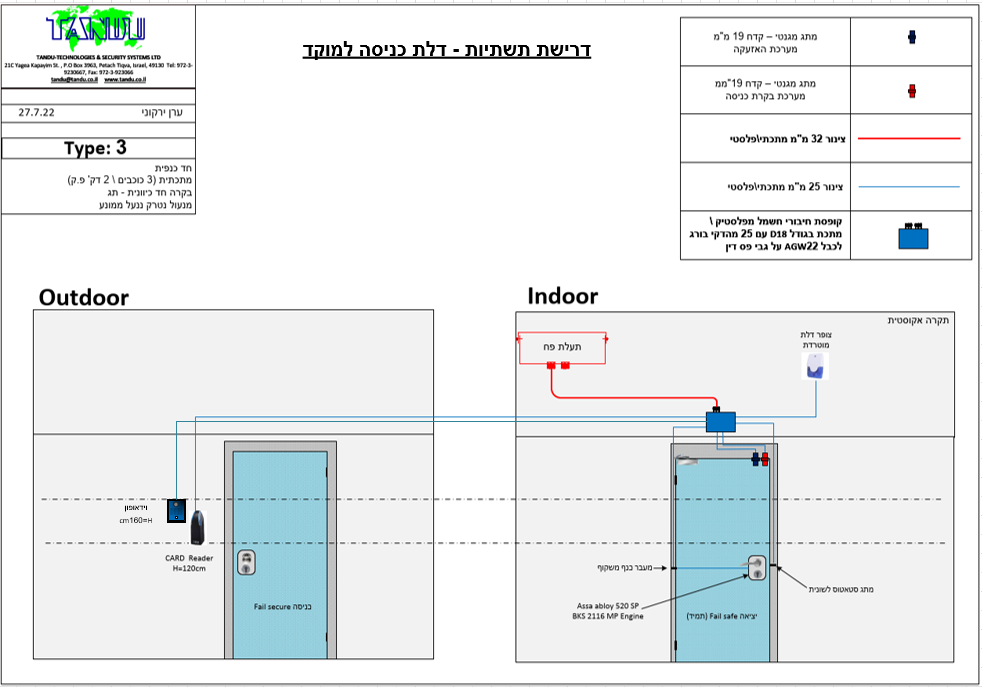 TANDU
TANDU-TECHNOLOGIES & SECURITY SYSTEMS LTD
21C Yagea Kapayim St. , P.O Box 3963, Petach Tiqva, Israel, 49130 Tel: 972-3-
9230667, Fax: 972-3-923066
tandu@tandu.co.il www.tandu.co.il
ערן ירקוני 27.7.22
Type: 3
חד כנפית
מתכתית (3 כוכבים \ 2 דק' פ.ק)
בקרה חד כיוונית - תג
מנעול נטרק ננעל ממונע
דרישת תשתיות - דלת כניסה למוקד
מתג מגנטי – קדח 19 מ"מ
מערכת האזעקה
מתג מגנטי – קדח 19"ממ
מערכת בקרת כניסה
צינור 32 מ"מ מתכתי\פלסטי
צינור 25 מ"מ מתכתי\פלסטי
קופסת חיבורי חשמל מפלסטיק \
מתכת בגודל D18 עם 25 מהדקי בורג
לכבל AGW22 על גבי פס דין
Outdoor
וידאופון
cm160=H
CARD Reader
H=120cm
כניסה Fail secure
Indoor
תקרה אקוסטית
תעלת פח
צופר דלת
מוטרדת
מעבר כנף משקוף
מתג סטאטוס לשונית
Assa abloy 520 SP
BKS 2116 MP Engine
יציאה Fail safe (תמיד)